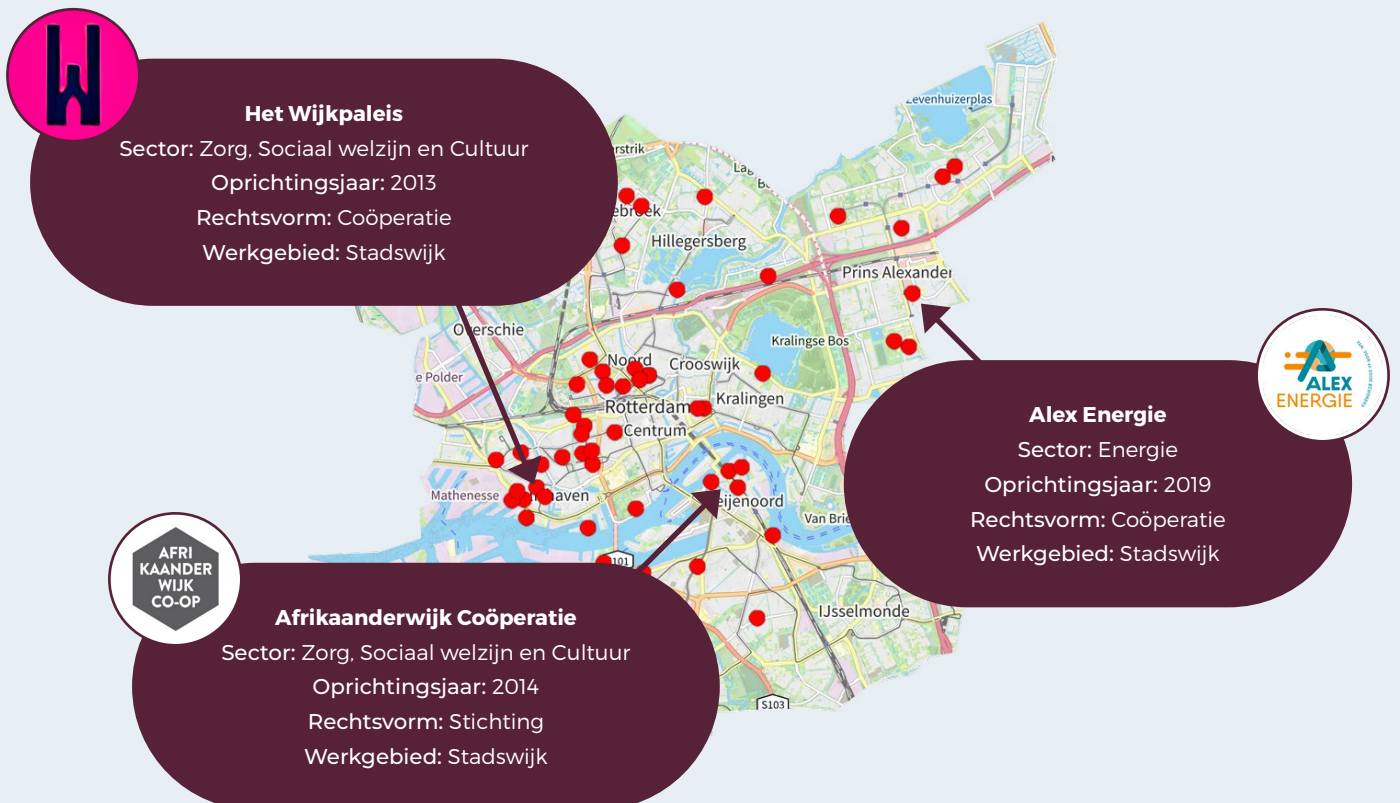 Het Wijkpaleis
Sector: Zorg, Sociaal welzijn en Cultuur
Oprichtingsjaar: 2013
Rechtsvorm: Coöperatie
Werkgebied: Stadswijk
Zevenhuizerplas
Hillegersberg
Prins Alexander
Overschie
Kralingse Bos
Noord
Crooswijk
e Polder
Kralingen
Rotterdam
Centrum
Mathenesse
haven
eijenoord
Van Brie
S101
IJsselmonde
S103
ALEX
ENERGIE
Alex Energie
Sector: Energie
Oprichtingsjaar: 2019
Rechtsvorm: Coöperatie
Werkgebied: Stadswijk
AFRI
KAANDER
WIJK
CO-OP
Afrikaanderwijk Coöperatie
Sector: Zorg, Sociaal welzijn en Cultuur
Oprichtingsjaar: 2014
Rechtsvorm: Stichting
Werkgebied: Stadswijk